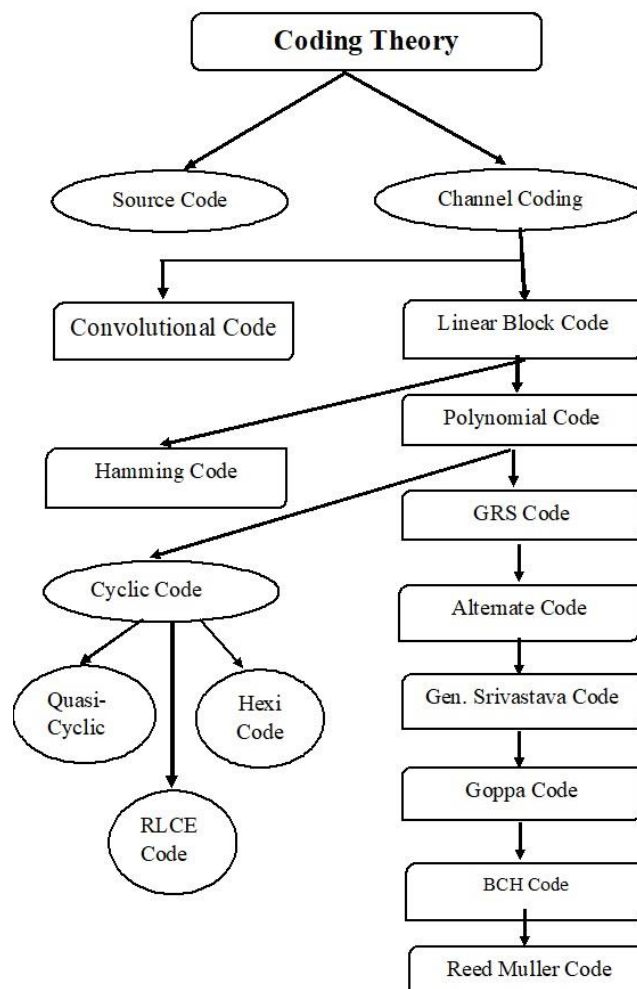 Coding Theory
Source Code
Channel Coding
Convolutional Code
Linear Block Code
Polynomial Code
Hamming Code
GRS Code
Cyclic Code
Alternate Code
Quasi-
Cyclic
Hexi
Code
Gen. Srivastava Code
RLCE
Code
Goppa Code
BCH Code
Reed Muller Code